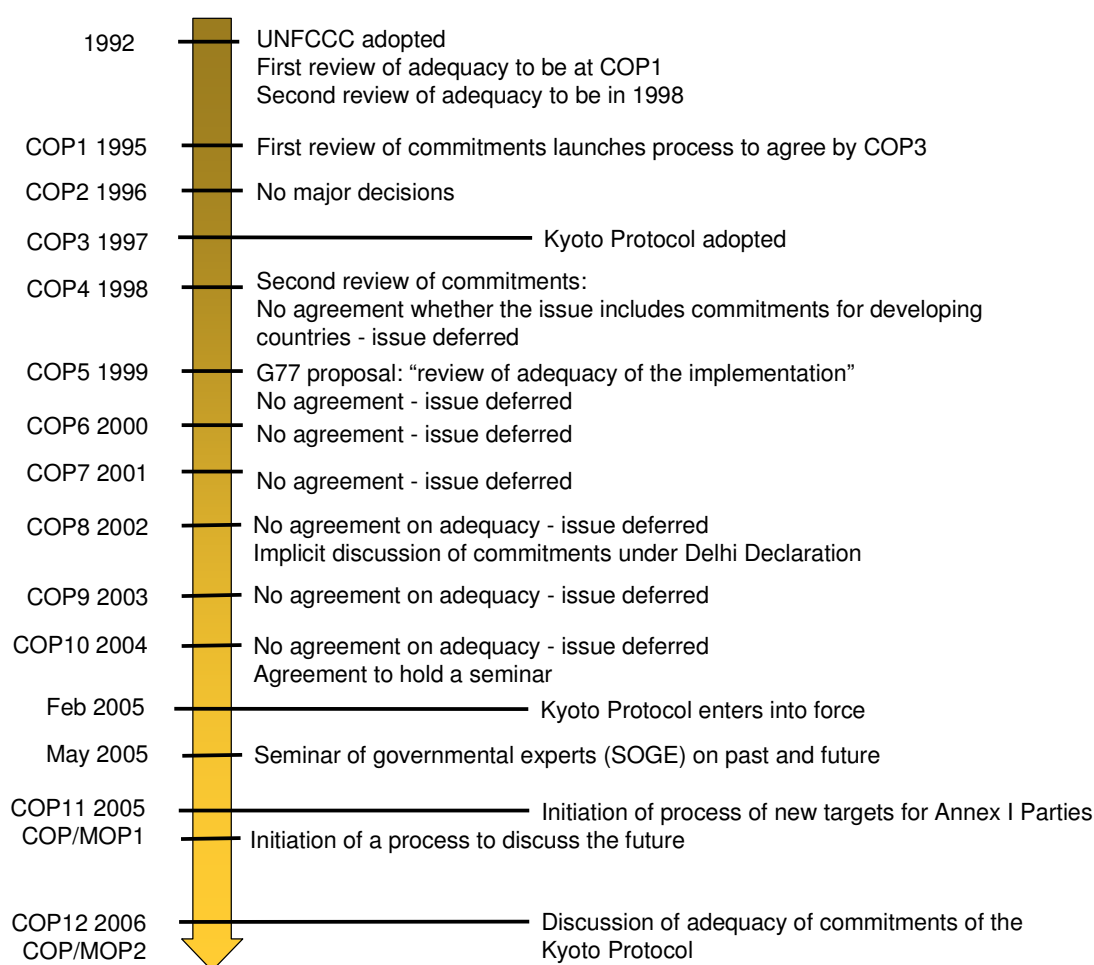 1992
UNFCCC adopted
First review of adequacy to be at COP1
Second review of adequacy to be in 1998
COP1 1995
First review of commitments launches process to agree by COP3
COP2 1996
No major decisions
COP3 1997
Kyoto Protocol adopted
COP4 1998
Second review of commitments:
No agreement whether the issue includes commitments for developing
countries - issue deferred
COP5 1999
G77 proposal: “review of adequacy of the implementation”
No agreement - issue deferred
COP6 2000
No agreement - issue deferred
COP7 2001
No agreement - issue deferred
COP8 2002
No agreement on adequacy - issue deferred
Implicit discussion of commitments under Delhi Declaration
COP9 2003
No agreement on adequacy - issue deferred
COP10 2004
No agreement on adequacy - issue deferred
Agreement to hold a seminar
Feb 2005
Kyoto Protocol enters into force
May 2005
Seminar of governmental experts (SOGE) on past and future
COP11 2005
COP/MOP1
Initiation of process of new targets for Annex I Parties
Initiation of a process to discuss the future
COP12 2006
COP/MOP2
Discussion of adequacy of commitments of the
Kyoto Protocol